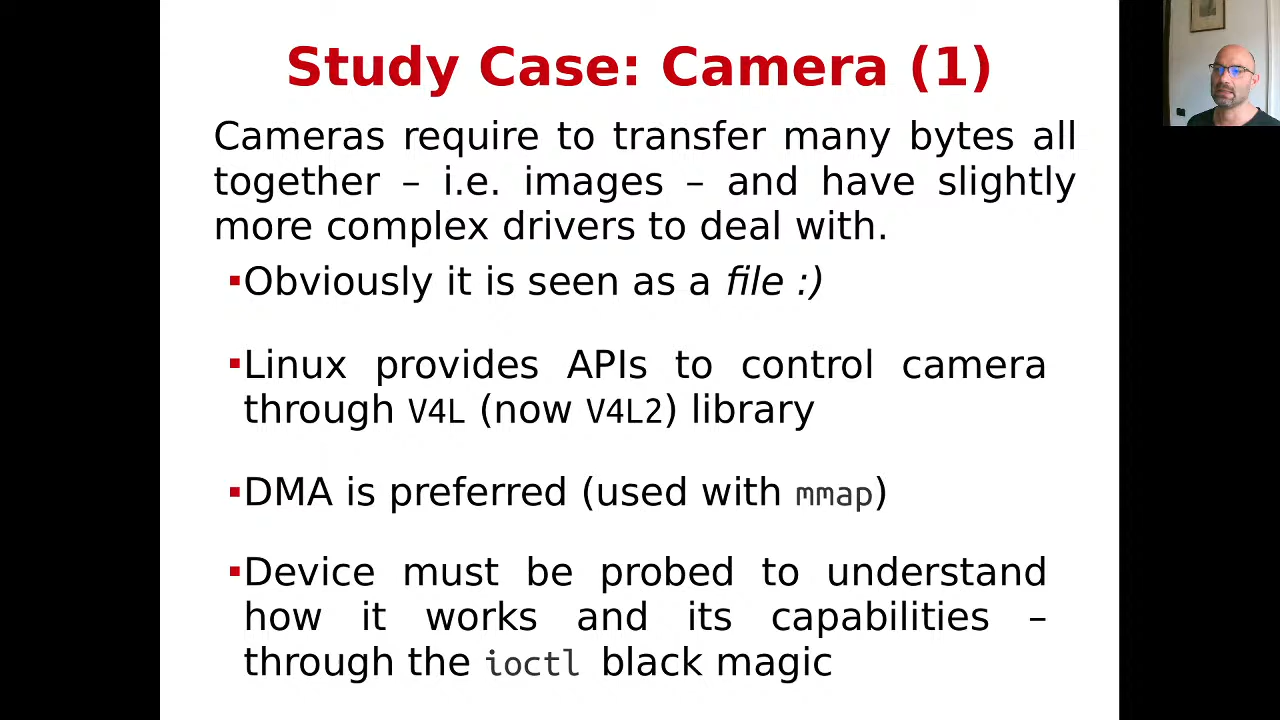 Study Case: Camera (1)
Cameras require to transfer many bytes all
together – i.e. images – and have slightly
more complex drivers to deal with.
▪Obviously it is seen as a file :)
▪Linux provides APIs to control camera
through V4L (now V4L2) library
▪DMA is preferred (used with mmap)
▪Device must be probed to understand
how it works and its capabilities –
through the ioctl black magic